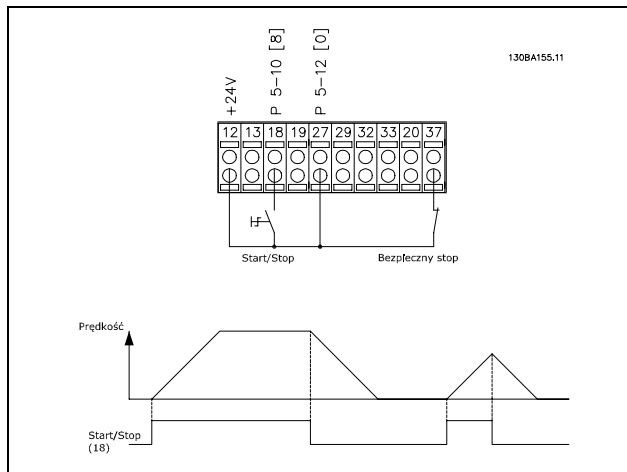 130BA155.11
+24V
P 5-10 [8]
P 5-12 [0]
12 13 18 19 27 29 32 33 20 37
Start/Stop
Bezpieczny stop
Prędkość
Start/Stop
(18)